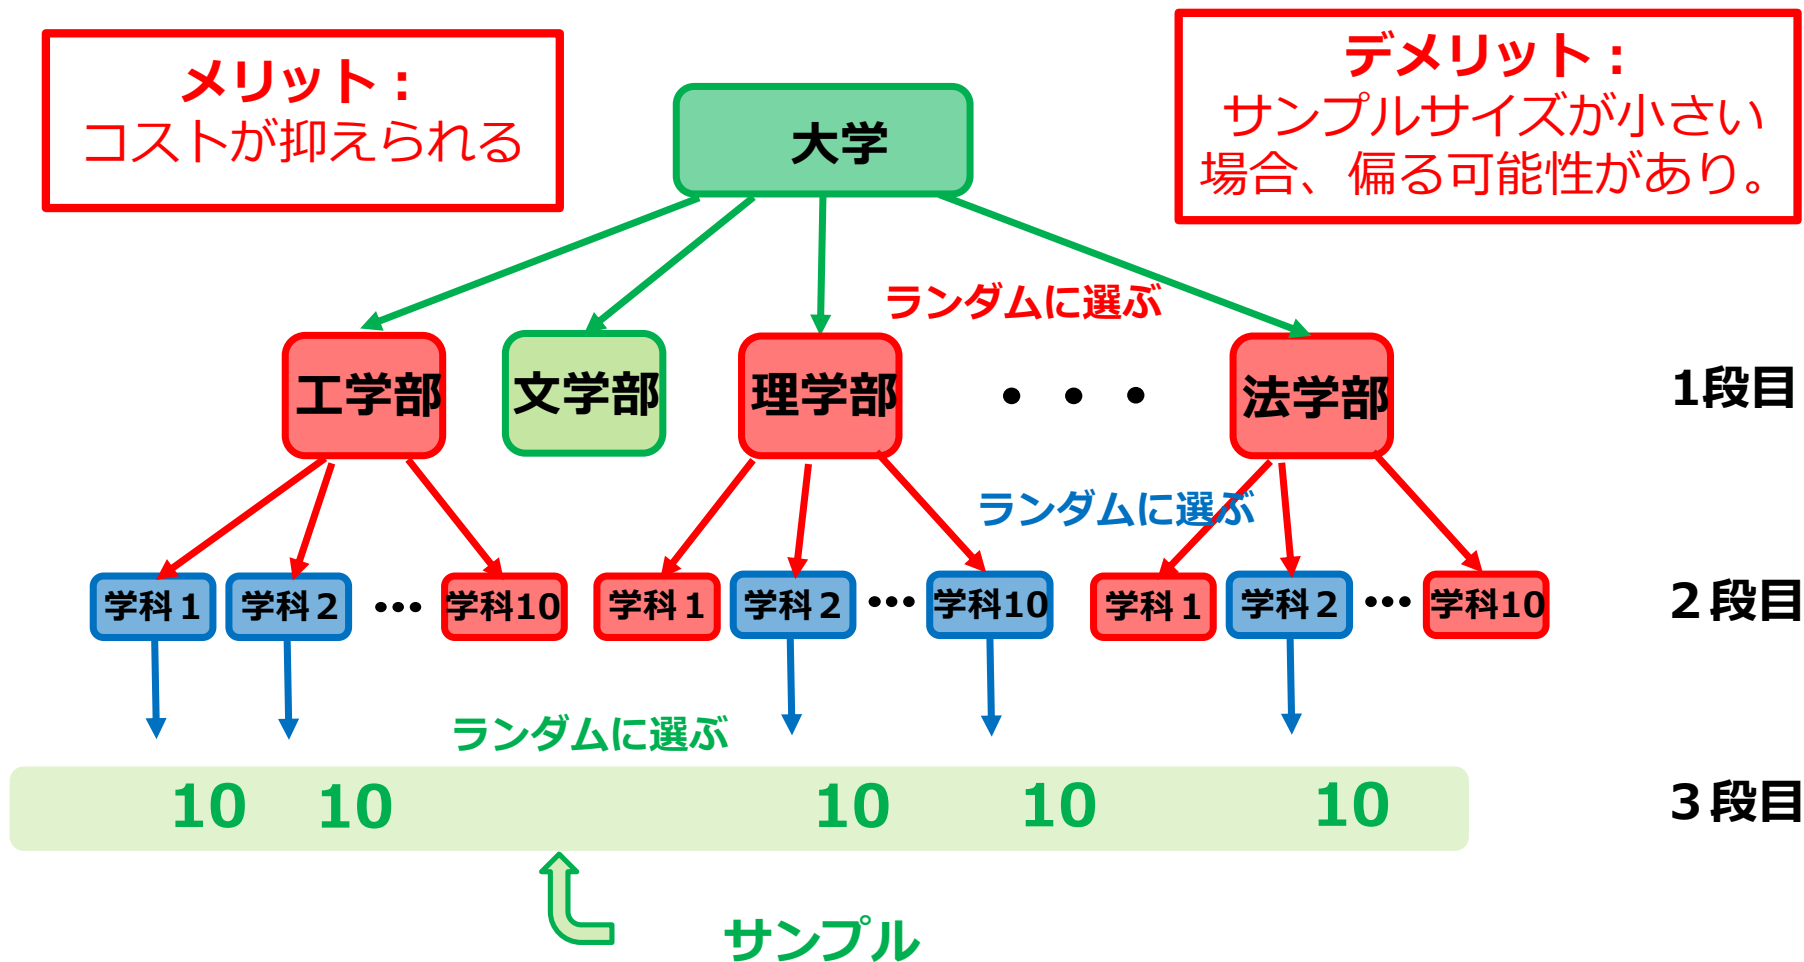 メリット：
コストが抑えられる
デメリット：
サンプルサイズが小さい
場合、偏る可能性があり。
大学
ランダムに選ぶ
工学部
文学部
理学部
・・・
法学部
1段目
ランダムに選ぶ
学科１
学科２
…
学科10
学科１
学科２
…
学科10
学科１
学科２
…
学科10
２段目
ランダムに選ぶ
10
10
10
10
10
３段目
サンプル